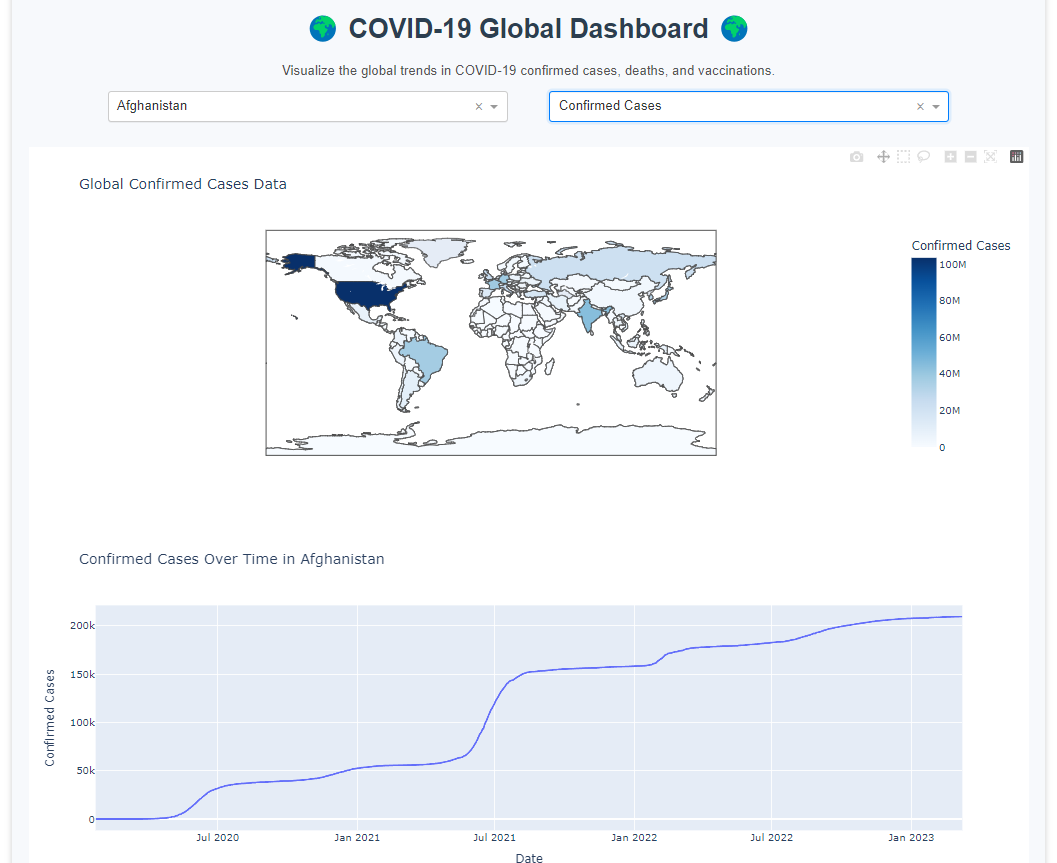 🌍 COVID-19 Global Dashboard 🌍
Visualize the global trends in COVID-19 confirmed cases, deaths, and vaccinations.
Afghanistan
Confirmed Cases
Global Confirmed Cases Data
Confirmed Cases
100M
80M
60M
40M
20M
0
Confirmed Cases Over Time in Afghanistan
Confirmed Cases
200k
150k
100k
50k
0
Jul 2020
Jan 2021
Jul 2021
Jan 2022
Jul 2022
Jan 2023
Date